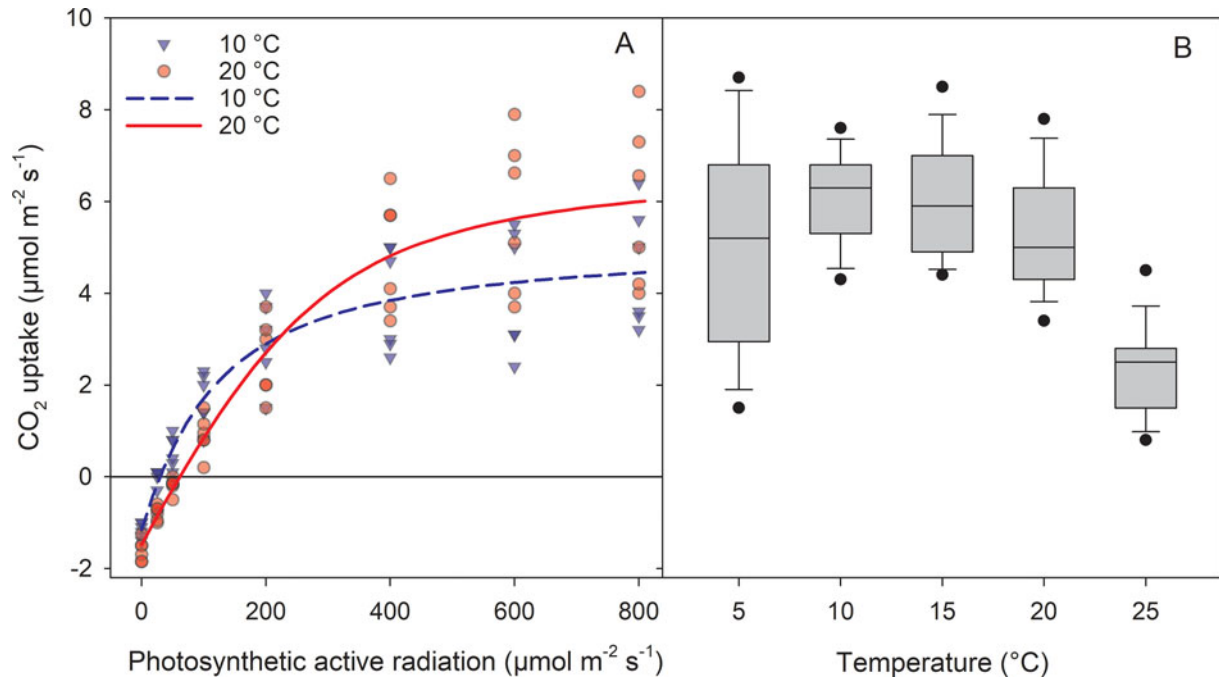 A
B
10 °C
20 °C
10 °C
20 °C
CO₂ uptake (µmol m⁻² s⁻¹)
10
8
6
4
2
0
-2
0 200 400 600 800
5 10 15 20 25
Photosynthetic active radiation (µmol m⁻² s⁻¹)
Temperature (°C)